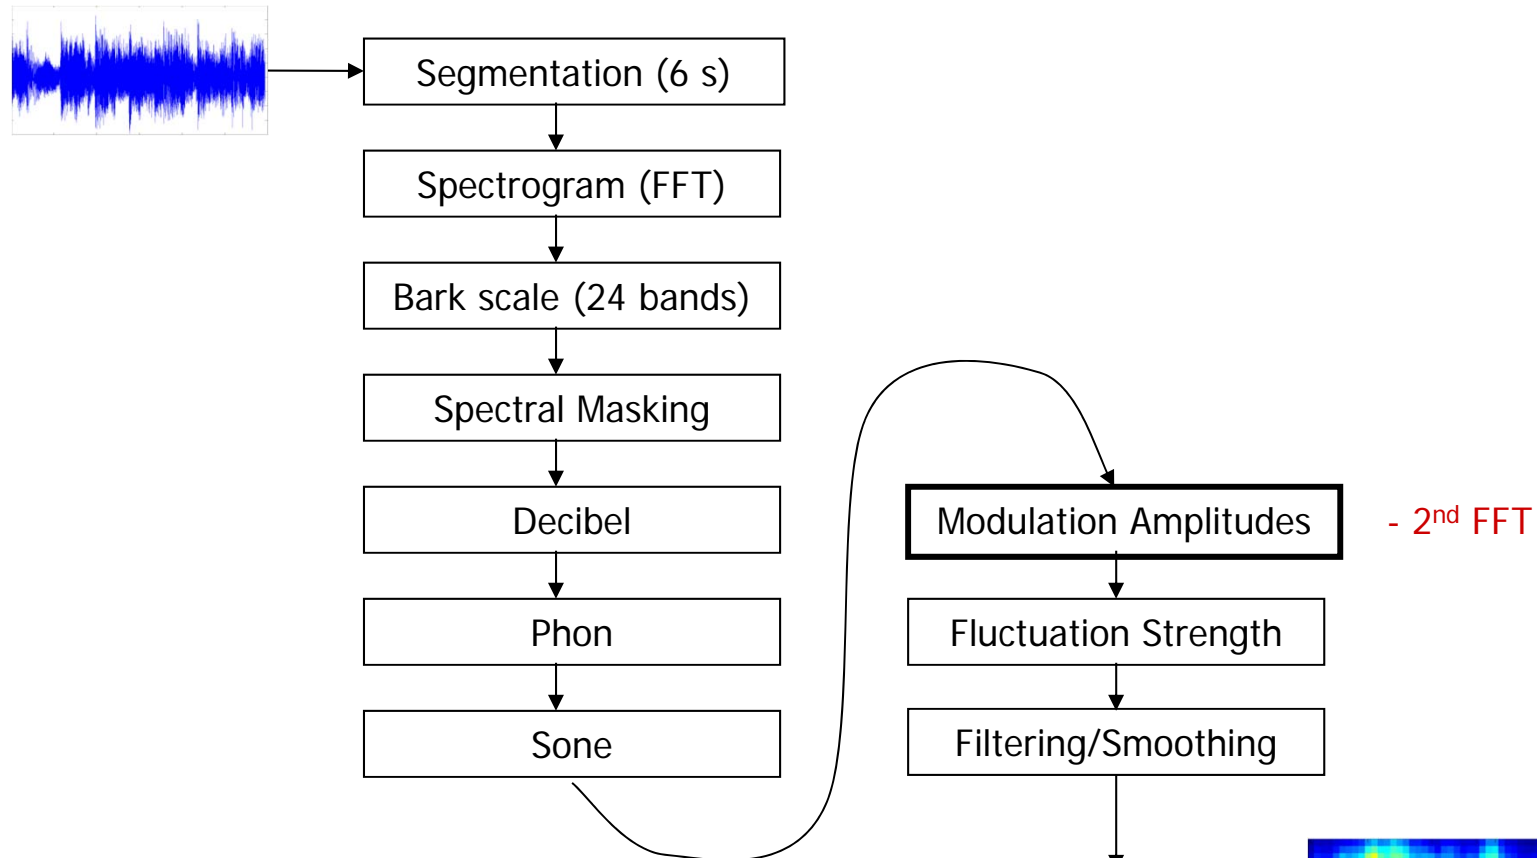 Segmentation (6 s)
Spectrogram (FFT)
Bark scale (24 bands)
Spectral Masking
Decibel
Phon
Sone
Modulation Amplitudes
- 2nd FFT
Fluctuation Strength
Filtering/Smoothing